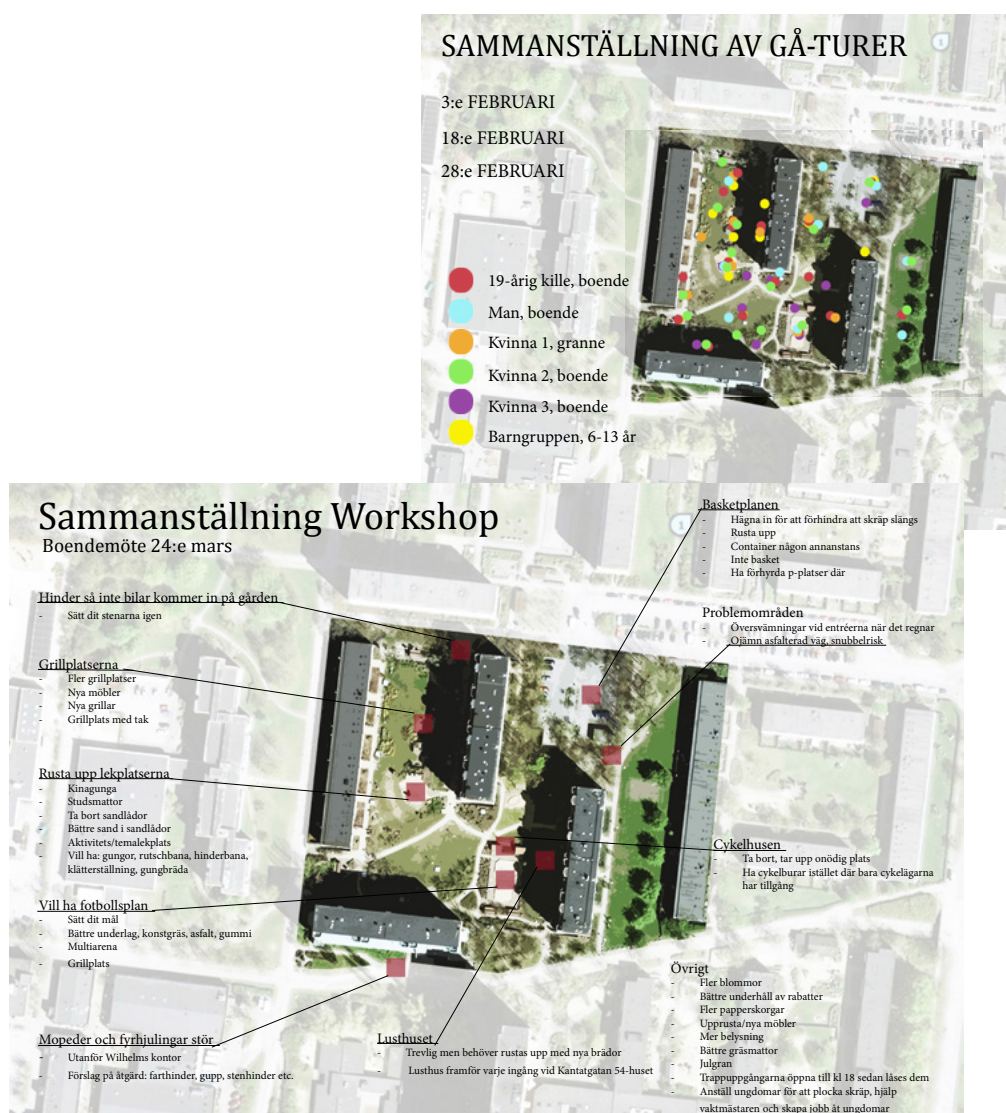 SAMMANSTÄLLNING AV GÅ-TURER
1
3:e FEBRUARI
18:e FEBRUARI
28:e FEBRUARI
19-årig kille, boende
Man, boende
Kvinna 1, granne
Kvinna 2, boende
Kvinna 3, boende
Barngruppen, 6-13 år
Sammanställning Workshop
Boendemöte 24:e mars
1
Hinder så inte bilar kommer in på gården
- Sätt dit stenarna igen
Grillplatserna
- Fler grillplatser
- Nya möbler
- Nya grillar
- Grillplats med tak
Rusta upp lekplatserna
- Kinagunga
- Studsmattor
- Ta bort sandlådor
- Bättre sand i sandlådor
- Aktivitets/temalekplats
- Vill ha: gungor, rutschbana, hinderbana,
klätterställning, gungbräda
Vill ha fotbollsplan
- Sätt dit mål
- Bättre underlag, konstgräs, asfalt, gummi
- Multiarena
- Grillplats
Mopeder och fyrhjulingar stör
- Utanför Wilhelms kontor
- Förslag på åtgärd: farthinder, gupp, stenhinder etc.
Lusthuset
- Trevlig men behöver rustas upp med nya brädor
- Lusthus framför varje ingång vid Kantatgatan 54-huset
Basketplanen
- Hägna in för att förhindra att skräp slängs
- Rusta upp
- Container någon annanstans
- Inte basket
- Ha förhyrda p-platser där
Problemområden
- Översvämningar vid entréerna när det regnar
- Ojämn asfalterad väg, snubbelrisk
Cykelhusen
- Ta bort, tar upp onödig plats
- Ha cykelburar istället där bara cykelägarna
har tillgång
Övrigt
- Fler blommor
- Bättre underhåll av rabatter
- Fler papperskorgar
- Upprusta/nya möbler
- Mer belysning
- Bättre gräsmattor
- Julgran
- Trappuppgångarna öppna till kl 18 sedan låses dem
- Anställ ungdomar för att plocka skräp, hjälp
vaktmästaren och skapa jobb åt ungdomar